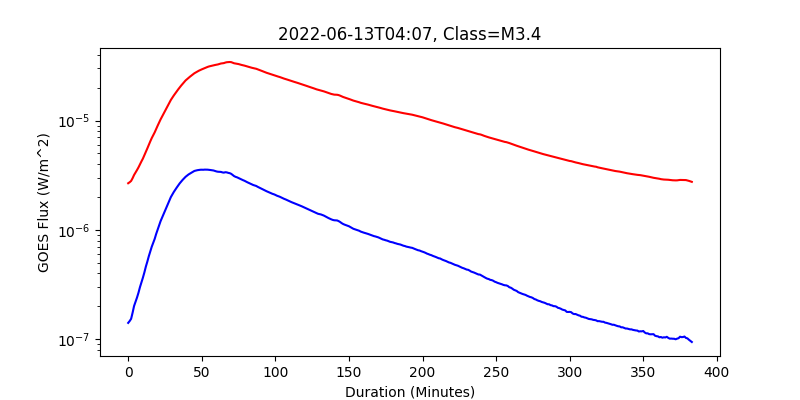 2022-06-13T04:07, Class=M3.4
GOES Flux (W/m^2)
10⁻⁵
10⁻⁶
10⁻⁷
0 50 100 150 200 250 300 350 400
Duration (Minutes)